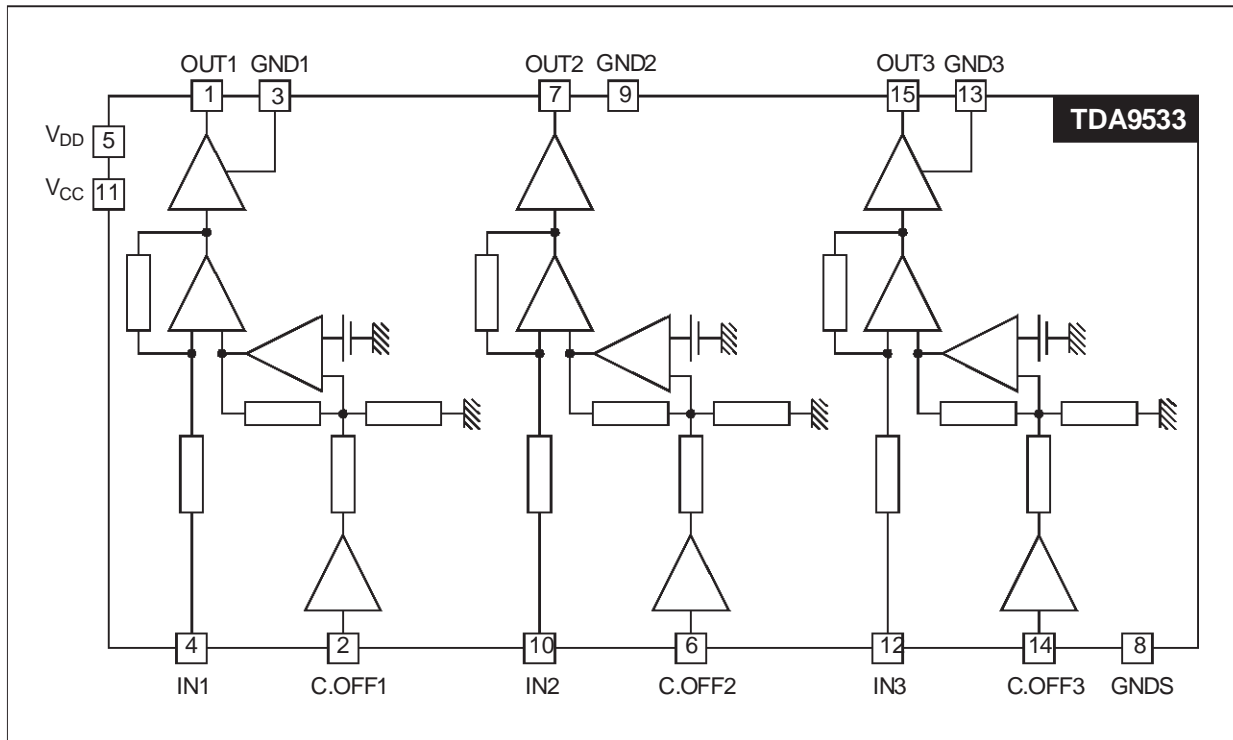 OUT1 GND1 OUT2 GND2 OUT3 GND3
1 3 7 9 15 13
TDA9533
VDD 5
VCC 11
4 2 10 6 12 14 8
IN1 C.OFF1 IN2 C.OFF2 IN3 C.OFF3 GNDS